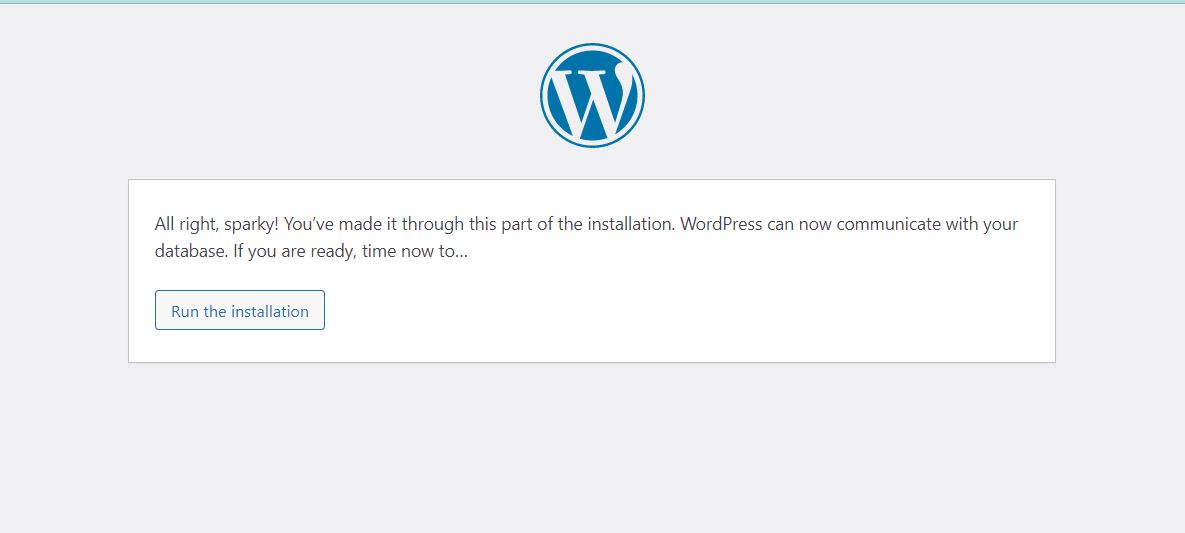 All right, sparky! You’ve made it through this part of the installation. WordPress can now communicate with your
database. If you are ready, time now to…
Run the installation